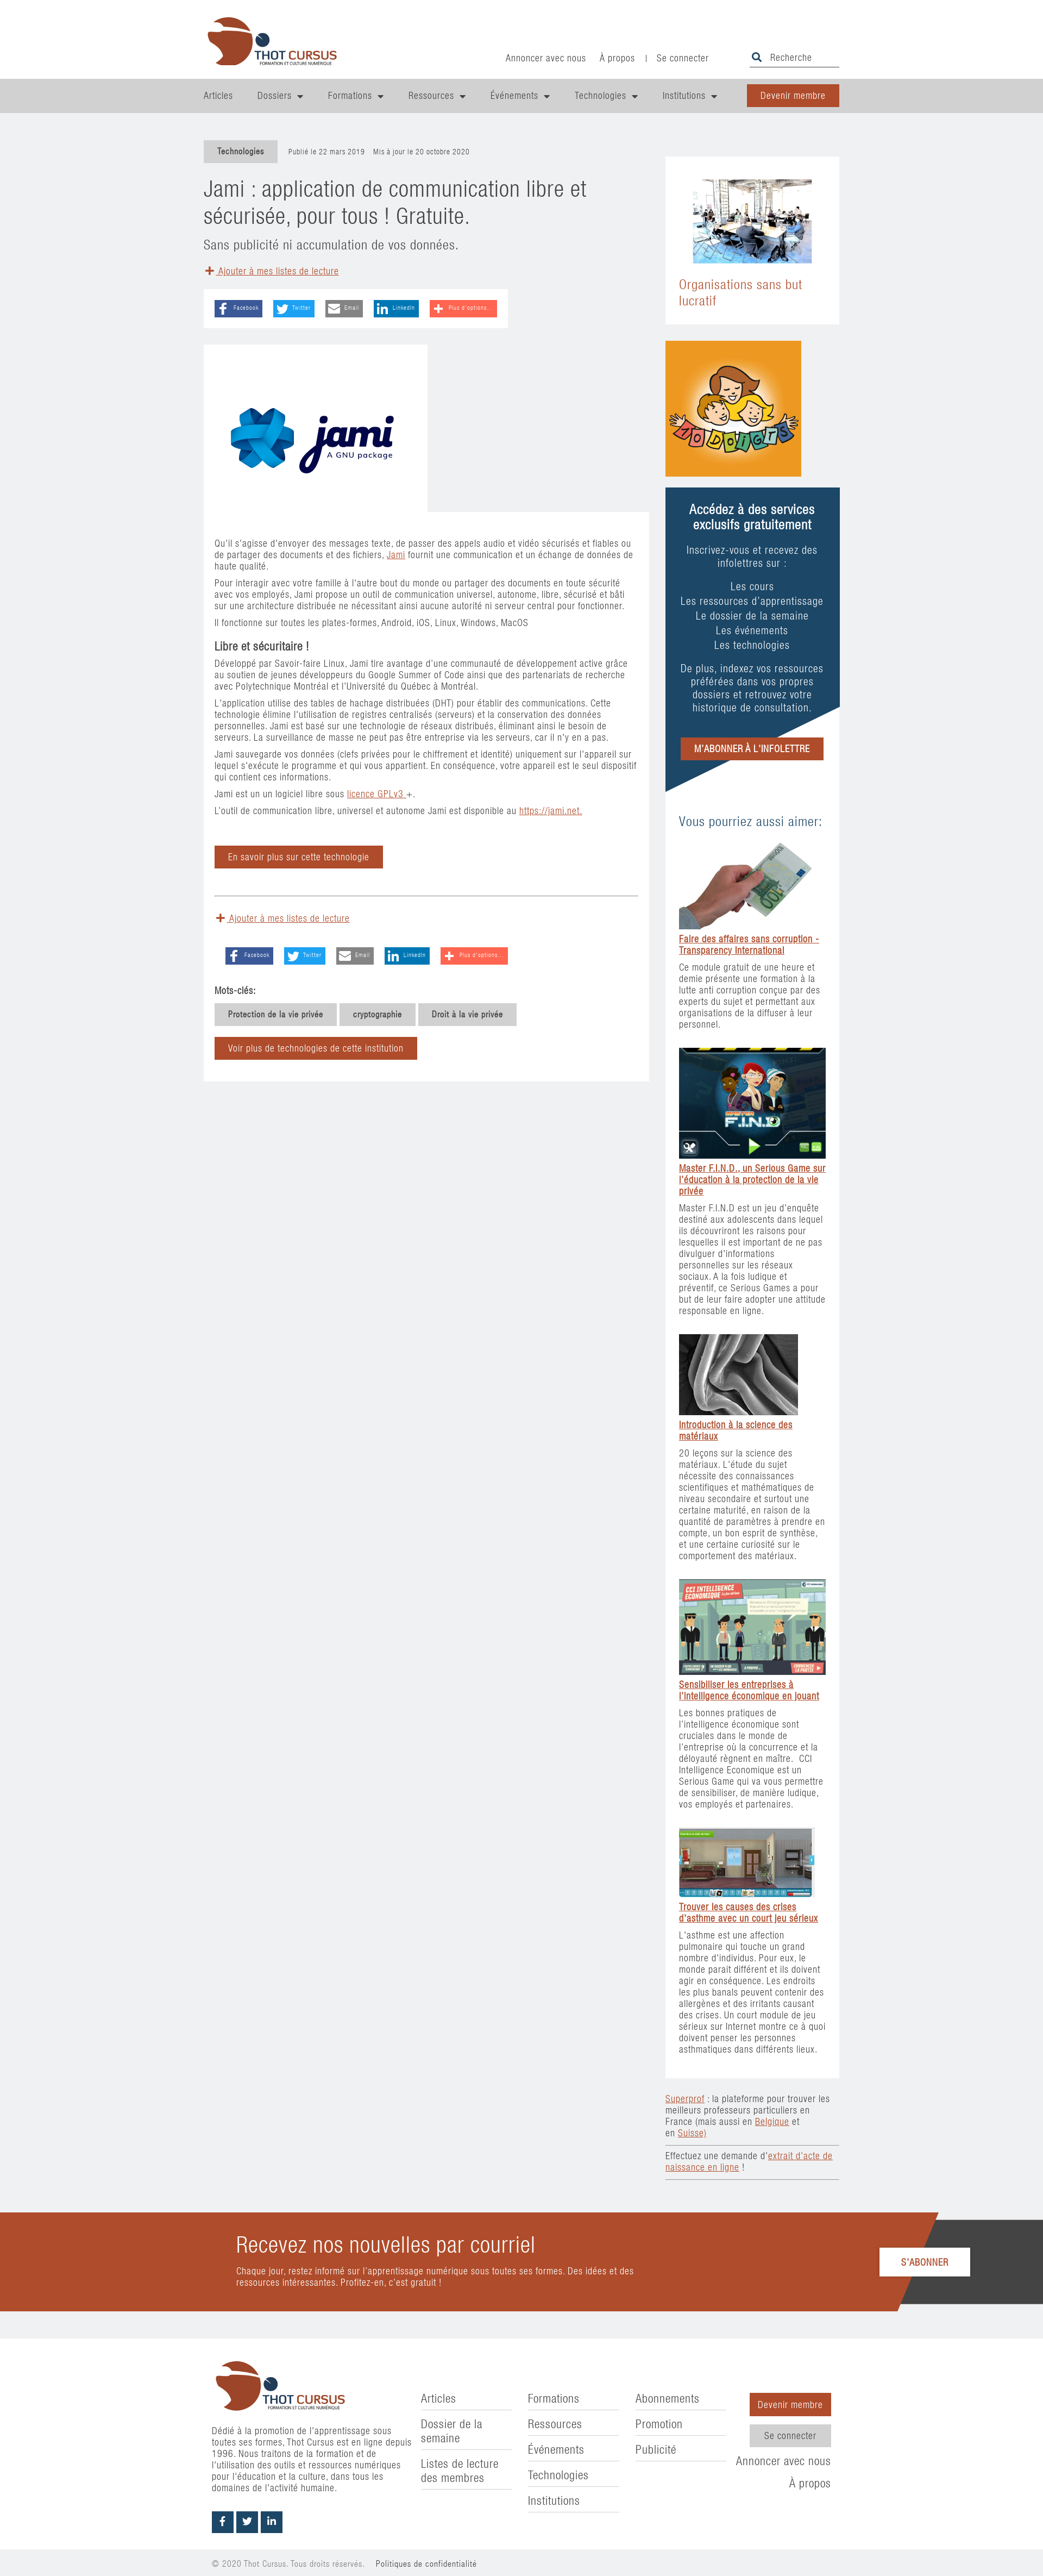 THOT CURSUS
FORMATION ET CULTURE NUMÉRIQUE
Annoncer avec nous
À propos
|
Se connecter
Recherche
Articles
Dossiers
Formations
Ressources
Événements
Technologies
Institutions
Devenir membre
Technologies
Publié le 22 mars 2019
Mis à jour le 20 octobre 2020
Jami : application de communication libre et
sécurisée, pour tous ! Gratuite.
Sans publicité ni accumulation de vos données.
Ajouter à mes listes de lecture
Facebook
Twitter
Email
LinkedIn
Plus d'options...
jami
A GNU package
Qu'il s'agisse d'envoyer des messages texte, de passer des appels audio et vidéo sécurisés et fiables ou
de partager des documents et des fichiers, Jami fournit une communication et un échange de données de
haute qualité.
Pour interagir avec votre famille à l'autre bout du monde ou partager des documents en toute sécurité
avec vos employés, Jami propose un outil de communication universel, autonome, libre, sécurisé et bâti
sur une architecture distribuée ne nécessitant ainsi aucune autorité ni serveur central pour fonctionner.
Il fonctionne sur toutes les plates-formes, Android, iOS, Linux, Windows, MacOS
Libre et sécuritaire !
Développé par Savoir-faire Linux, Jami tire avantage d'une communauté de développement active grâce
au soutien de jeunes développeurs du Google Summer of Code ainsi que des partenariats de recherche
avec Polytechnique Montréal et l'Université du Québec à Montréal.
L'application utilise des tables de hachage distribuées (DHT) pour établir des communications. Cette
technologie élimine l'utilisation de registres centralisés (serveurs) et la conservation des données
personnelles. Jami est basé sur une technologie de réseaux distribués, éliminant ainsi le besoin de
serveurs. La surveillance de masse ne peut pas être entreprise via les serveurs, car il n'y en a pas.
Jami sauvegarde vos données (clefs privées pour le chiffrement et identité) uniquement sur l'appareil sur
lequel s'exécute le programme et qui vous appartient. En conséquence, votre appareil est le seul dispositif
qui contient ces informations.
Jami est un un logiciel libre sous licence GPLv3 +.
L'outil de communication libre, universel et autonome Jami est disponible au https://jami.net.
En savoir plus sur cette technologie
Ajouter à mes listes de lecture
Facebook
Twitter
Email
LinkedIn
Plus d'options...
Mots-clés:
Protection de la vie privée
cryptographie
Droit à la vie privée
Voir plus de technologies de cette institution
Organisations sans but
lucratif
10 DOIGTS
Accédez à des services
exclusifs gratuitement
Inscrivez-vous et recevez des
infolettres sur :
Les cours
Les ressources d'apprentissage
Le dossier de la semaine
Les événements
Les technologies
De plus, indexez vos ressources
préférées dans vos propres
dossiers et retrouvez votre
historique de consultation.
M'ABONNER À L'INFOLETTRE
Vous pourriez aussi aimer:
Faire des affaires sans corruption -
Transparency International
Ce module gratuit de une heure et
demie présente une formation à la
lutte anti corruption conçue par des
experts du sujet et permettant aux
organisations de la diffuser à leur
personnel.
MASTER
F.I.N.D
Master F.I.N.D., un Serious Game sur
l'éducation à la protection de la vie
privée
Master F.I.N.D est un jeu d'enquête
destiné aux adolescents dans lequel
ils découvriront les raisons pour
lesquelles il est important de ne pas
divulguer d'informations
personnelles sur les réseaux
sociaux. A la fois ludique et
préventif, ce Serious Games a pour
but de leur faire adopter une attitude
responsable en ligne.
Introduction à la science des
matériaux
20 leçons sur la science des
matériaux. L'étude du sujet
nécessite des connaissances
scientifiques et mathématiques de
niveau secondaire et surtout une
certaine maturité, en raison de la
quantité de paramètres à prendre en
compte, un bon esprit de synthèse,
et une certaine curiosité sur le
comportement des matériaux.
CCI INTELLIGENCE
ECONOMIQUE
Sensibiliser les entreprises à
l'intelligence économique en jouant
Les bonnes pratiques de
l'intelligence économique sont
cruciales dans le monde de
l'entreprise où la concurrence et la
déloyauté règnent en maître.  CCI
Intelligence Economique est un
Serious Game qui va vous permettre
de sensibiliser, de manière ludique,
vos employés et partenaires.
Trouver les causes des crises
d'asthme avec un court jeu sérieux
L'asthme est une affection
pulmonaire qui touche un grand
nombre d'individus. Pour eux, le
monde parait différent et ils doivent
agir en conséquence. Les endroits
les plus banals peuvent contenir des
allergènes et des irritants causant
des crises. Un court module de jeu
sérieux sur Internet montre ce à quoi
doivent penser les personnes
asthmatiques dans différents lieux.
Superprof : la plateforme pour trouver les
meilleurs professeurs particuliers en
France (mais aussi en Belgique et
en Suisse)
Effectuez une demande d'extrait d'acte de
naissance en ligne !
Recevez nos nouvelles par courriel
Chaque jour, restez informé sur l'apprentissage numérique sous toutes ses formes. Des idées et des
ressources intéressantes. Profitez-en, c'est gratuit !
S'ABONNER
THOT CURSUS
FORMATION ET CULTURE NUMÉRIQUE
Dédié à la promotion de l'apprentissage sous
toutes ses formes, Thot Cursus est en ligne depuis
1996. Nous traitons de la formation et de
l'utilisation des outils et ressources numériques
pour l'éducation et la culture, dans tous les
domaines de l'activité humaine.
Articles
Dossier de la
semaine
Listes de lecture
des membres
Formations
Ressources
Événements
Technologies
Institutions
Abonnements
Promotion
Publicité
Devenir membre
Se connecter
Annoncer avec nous
À propos
© 2020 Thot Cursus. Tous droits réservés.
Politiques de confidentialité